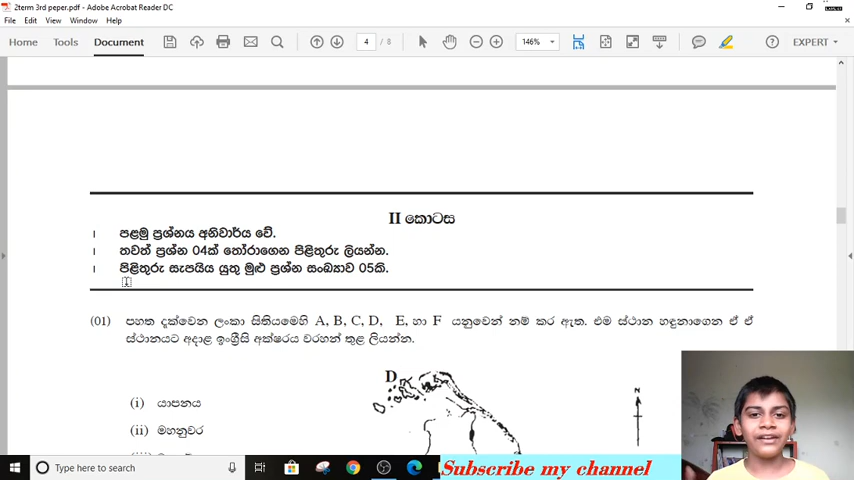 2term 3rd peper.pdf - Adobe Acrobat Reader DC
File Edit View Window Help
Home Tools Document 4 / 8 146% EXPERT
II කොටස
l පළමු ප්‍රශ්නය අනිවාර්ය වේ.
l තවත් ප්‍රශ්න 04ක් තෝරාගෙන පිළිතුරු ලියන්න.
l පිළිතුරු සැපයිය යුතු මුළු ප්‍රශ්න සංඛ්‍යාව 05කි.
(01) පහත දැක්වෙන ලංකා සිතියමෙහි A, B, C, D, E, හා F යනුවෙන් නම් කර ඇත. එම ස්ථාන හඳුනාගෙන ඒ ඒ
ස්ථානයට අදාළ ඉංග්‍රීසි අක්ෂරය වරහන් තුළ ලියන්න.
D
N
(i) යාපනය
(ii) මහනුවර
Type here to search
Subscribe my channel